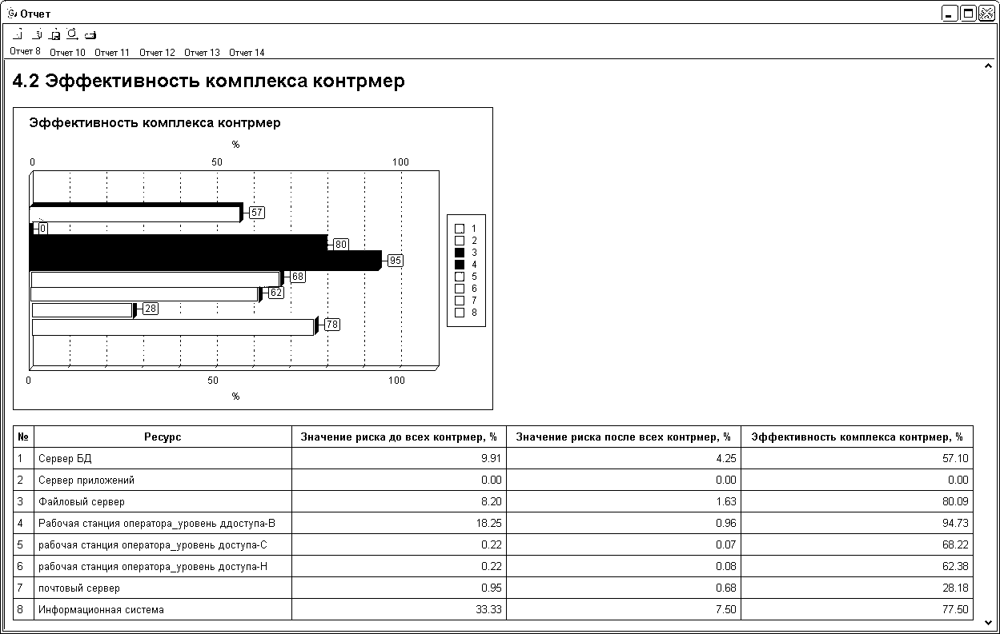 Отчет
Отчет 8 Отчет 10 Отчет 11 Отчет 12 Отчет 13 Отчет 14
4.2 Эффективность комплекса контрмер
Эффективность комплекса контрмер
%
0 50 100
57
0
80
95
68
62
28
78
0 50 100
%
1
2
3
4
5
6
7
8
№ Ресурс Значение риска до всех контрмер, % Значение риска после всех контрмер, % Эффективность комплекса контрмер, %
1 Сервер БД 9.91 4.25 57.10
2 Сервер приложений 0.00 0.00 0.00
3 Файловый сервер 8.20 1.63 80.09
4 Рабочая станция оператора_уровень ддоступа-В 18.25 0.96 94.73
5 рабочая станция оператора_уровень доступа-С 0.22 0.07 68.22
6 рабочая станция оператора_уровень доступа-Н 0.22 0.08 62.38
7 почтовый сервер 0.95 0.68 28.18
8 Информационная система 33.33 7.50 77.50